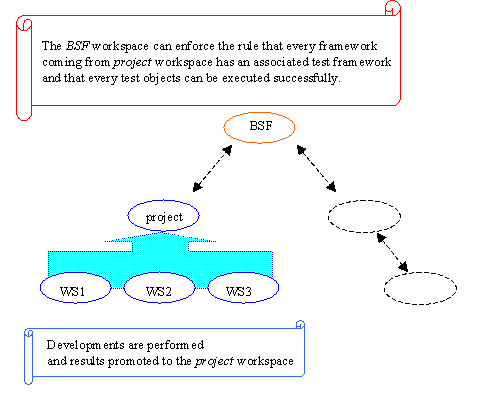 The BSF workspace can enforce the rule that every framework
coming from project workspace has an associated test framework
and that every test objects can be executed successfully.
BSF
project
WS1 WS2 WS3
Developments are performed
and results promoted to the project workspace